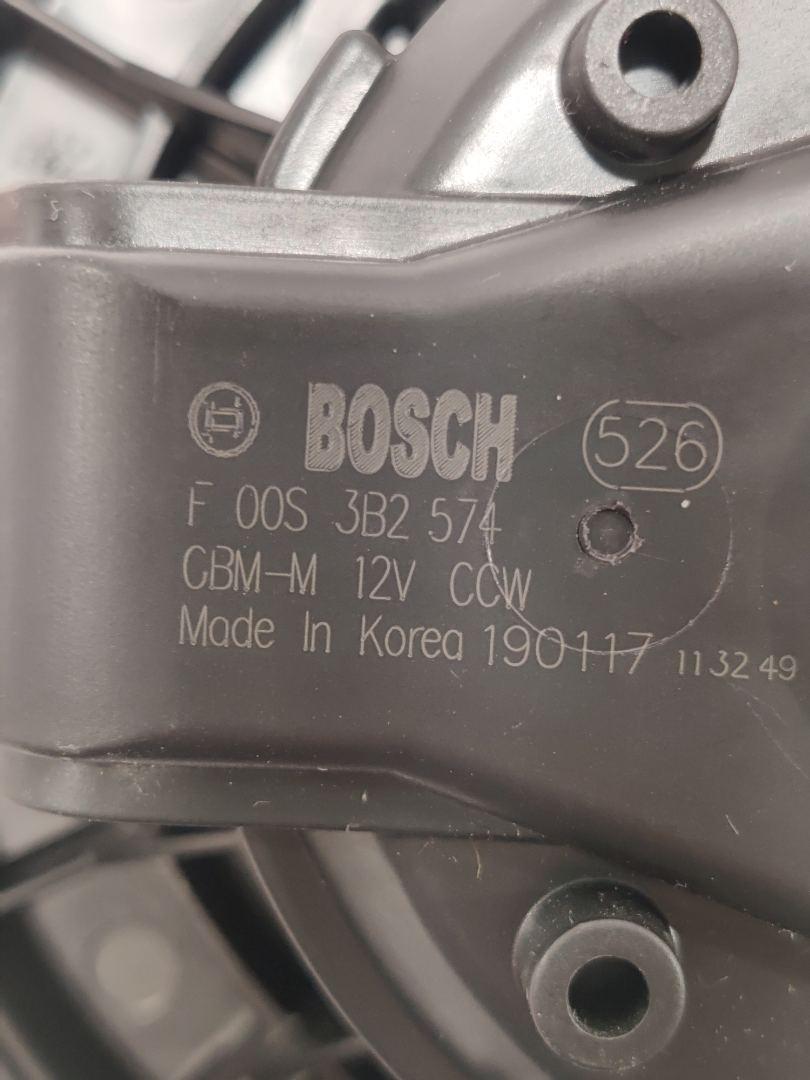 BOSCH 526
F 00S 3B2 574
CBM-M 12V CCW
Made In Korea 190117 113249